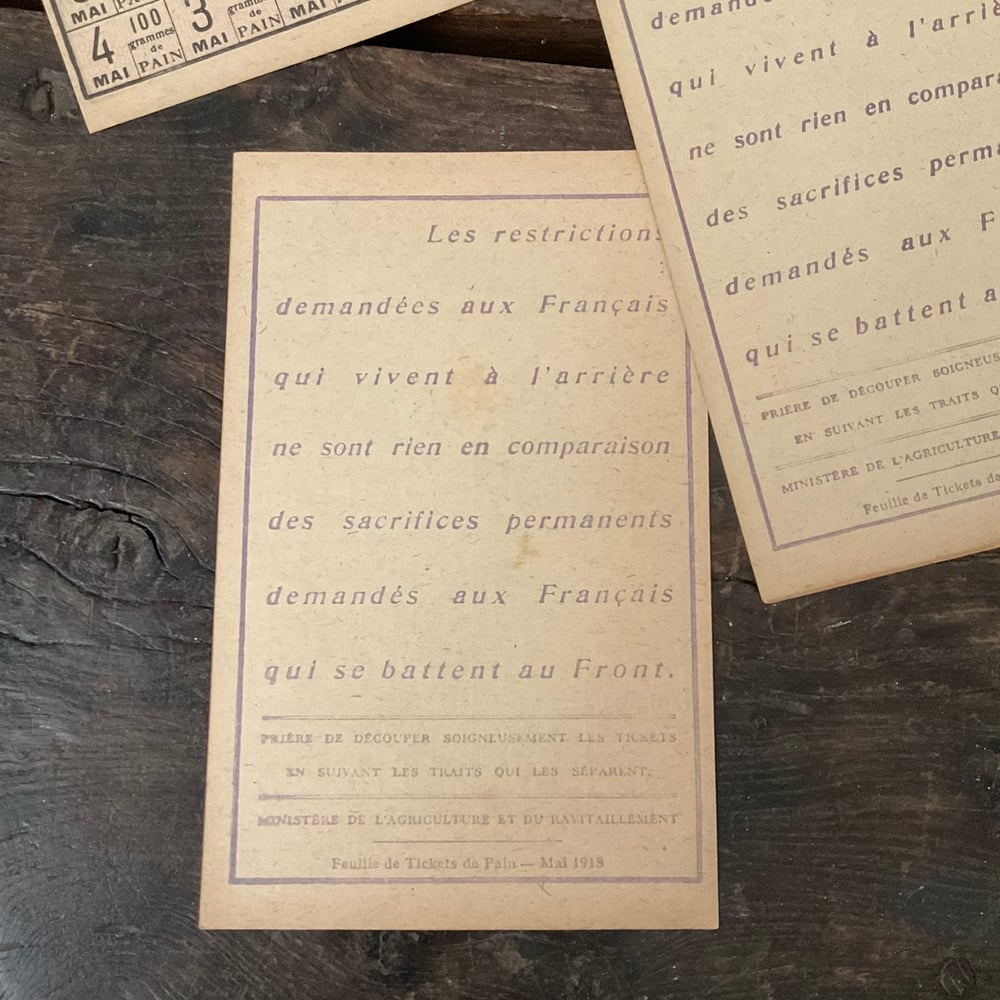 MAI
MAI
4 100 grammes de PAIN 3 de PAIN
MAI MAI
Les restrictions
demandées aux Français
qui vivent à l'arrière
ne sont rien en comparaison
des sacrifices permanents
demandés aux Français
qui se battent au Front.
PRIÈRE DE DÉCOUPER SOIGNEUSEMENT LES TICKETS
EN SUIVANT LES TRAITS QUI LES SÉPARENT.
MINISTÈRE DE L'AGRICULTURE ET DU RAVITAILLEMENT
Feuille de Tickets de Pain — Mai 1918
qui vivent à l'arriè
ne sont rien en compara
des sacrifices perma
demandés aux F
qui se battent a
PRIÈRE DE DÉCOUPER SOIGNEUS
EN SUIVANT LES TRAITS Q
MINISTÈRE DE L'AGRICULTURE
Feuille de Tickets de